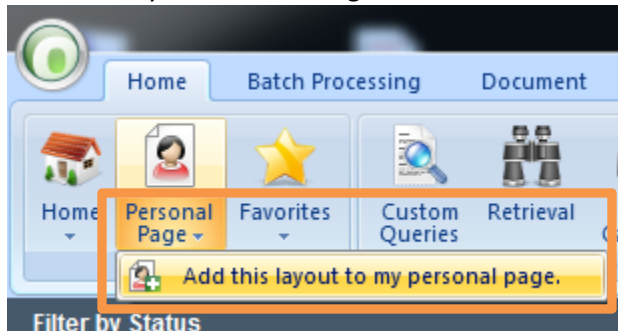 Home Batch Processing Document
Home Personal Page Favorites Custom Queries Retrieval
Add this layout to my personal page.
Filter by Status